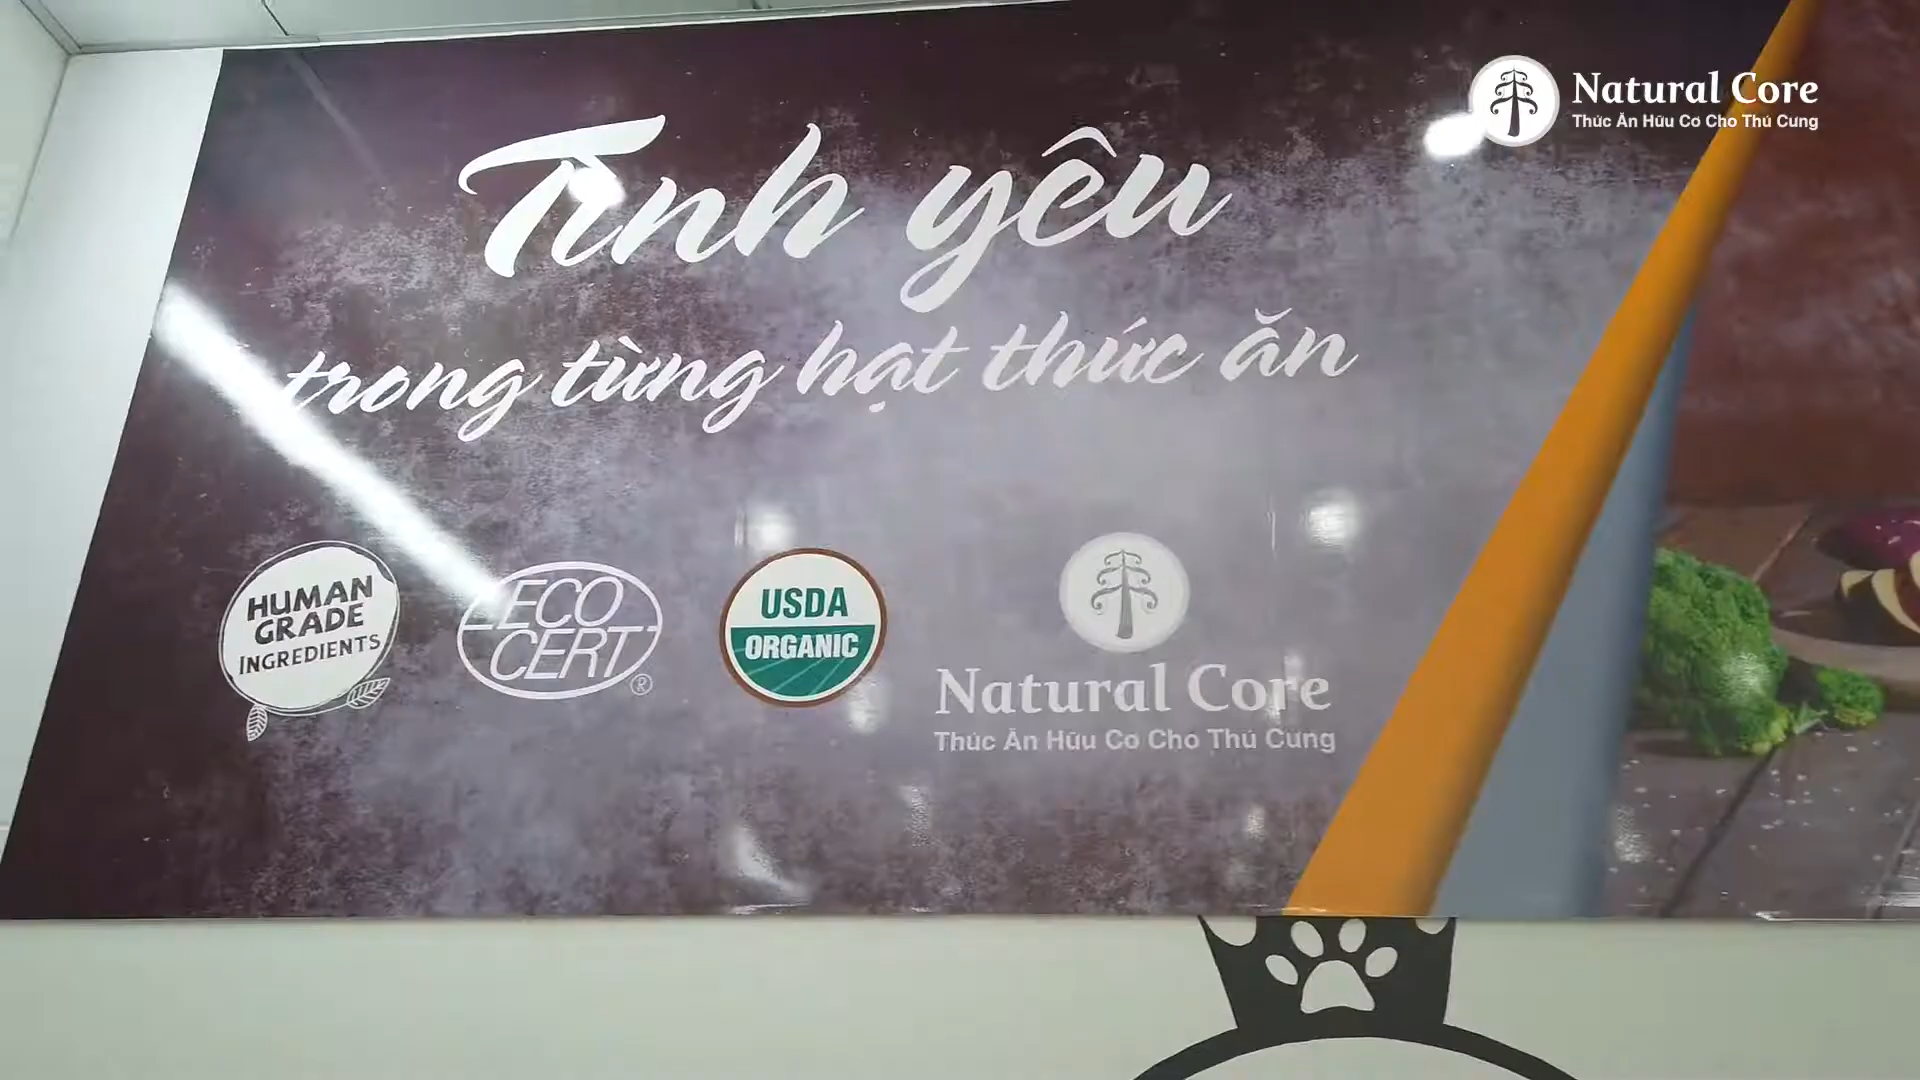 Natural Core
Thức Ăn Hữu Cơ Cho Thú Cưng
Tình yêu
trong từng hạt thức ăn
HUMAN
GRADE
INGREDIENTS
ECO
CERT
®
USDA
ORGANIC
Natural Core
Thức Ăn Hữu Cơ Cho Thú Cưng